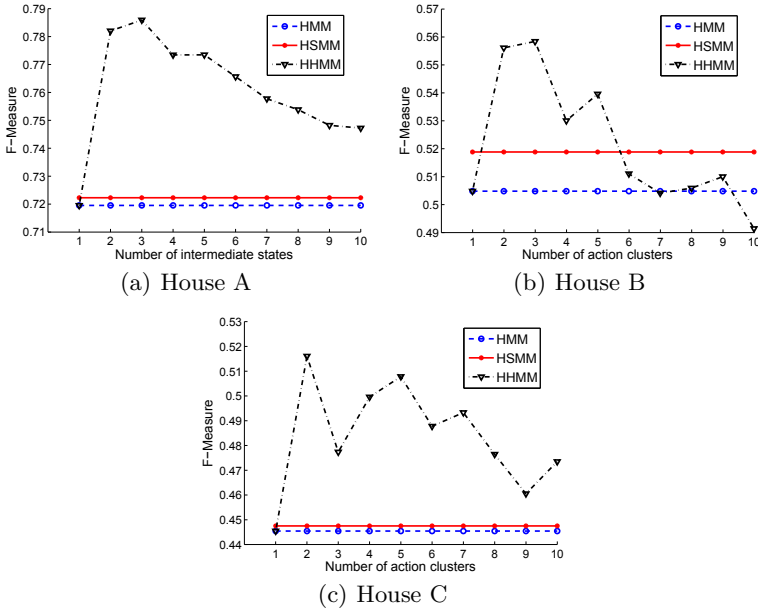 0.79
0.78
0.77
0.76
0.75
0.74
0.73
0.72
0.71
F−Measure
HMM
HSMM
HHMM
1 2 3 4 5 6 7 8 9 10
Number of intermediate states
(a) House A
0.57
0.56
0.55
0.54
0.53
0.52
0.51
0.5
0.49
F−Measure
HMM
HSMM
HHMM
1 2 3 4 5 6 7 8 9 10
Number of action clusters
(b) House B
0.53
0.52
0.51
0.5
0.49
0.48
0.47
0.46
0.45
0.44
F−Measure
HMM
HSMM
HHMM
1 2 3 4 5 6 7 8 9 10
Number of action clusters
(c) House C